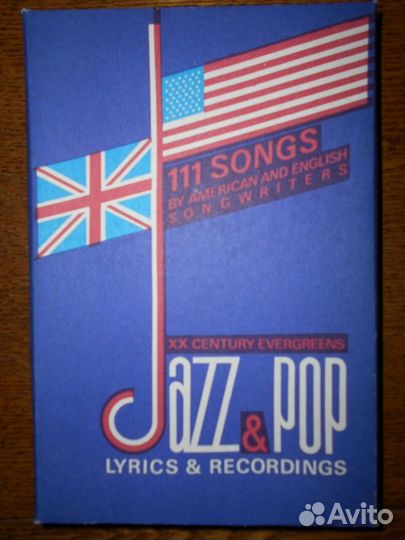 111 SONGS
BY AMERICAN AND ENGLISH
SONGWRITERS
XX CENTURY EVERGREENS
JAZZ & POP
LYRICS & RECORDINGS
Avito